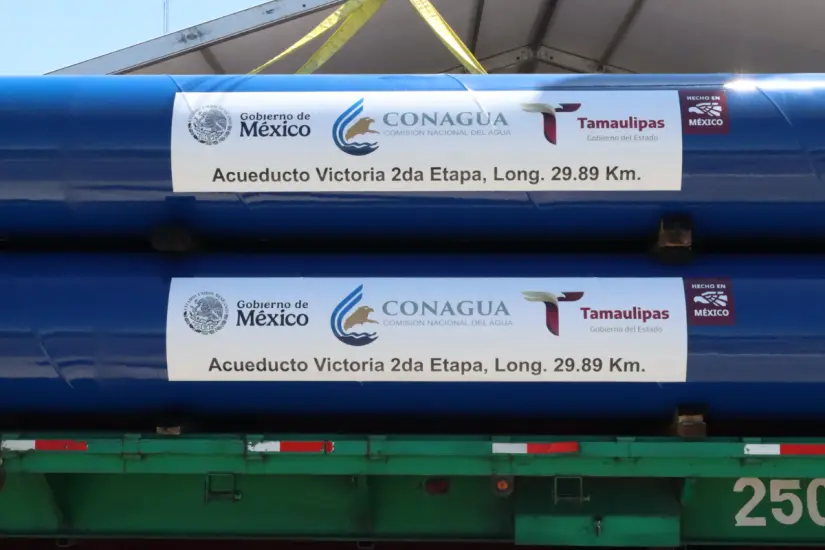 Gobierno de
México
CONAGUA
COMISIÓN NACIONAL DEL AGUA
Tamaulipas
Gobierno del Estado
HECHO EN
MÉXICO
Acueducto Victoria 2da Etapa, Long. 29.89 Km.
Gobierno de
México
CONAGUA
COMISIÓN NACIONAL DEL AGUA
Tamaulipas
Gobierno del Estado
HECHO EN
MÉXICO
Acueducto Victoria 2da Etapa, Long. 29.89 Km.
250